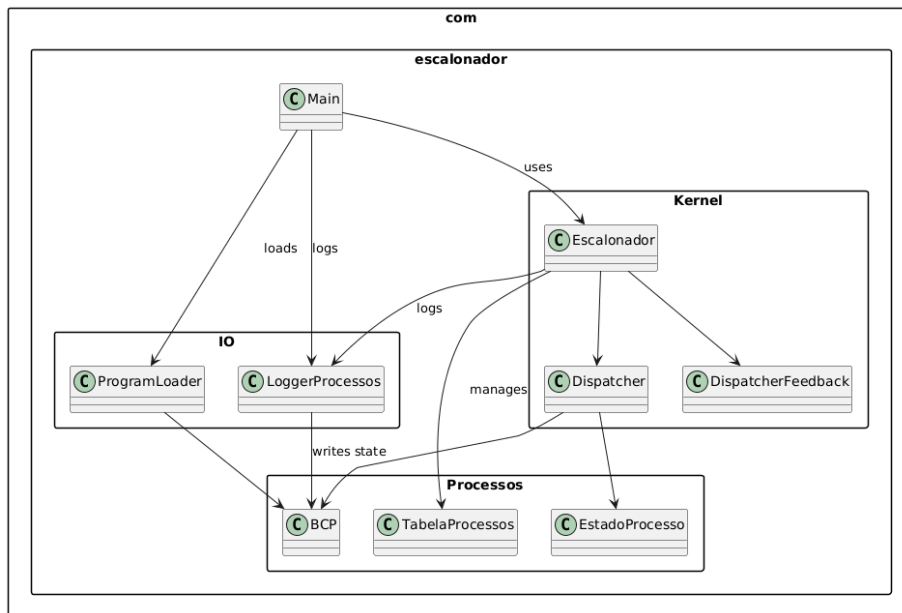 com
escalonador
C Main
uses
Kernel
C Escalonador
loads
logs
logs
IO
C ProgramLoader
C LoggerProcessos
C Dispatcher
C DispatcherFeedback
manages
writes state
Processos
C BCP
C TabelaProcessos
C EstadoProcesso